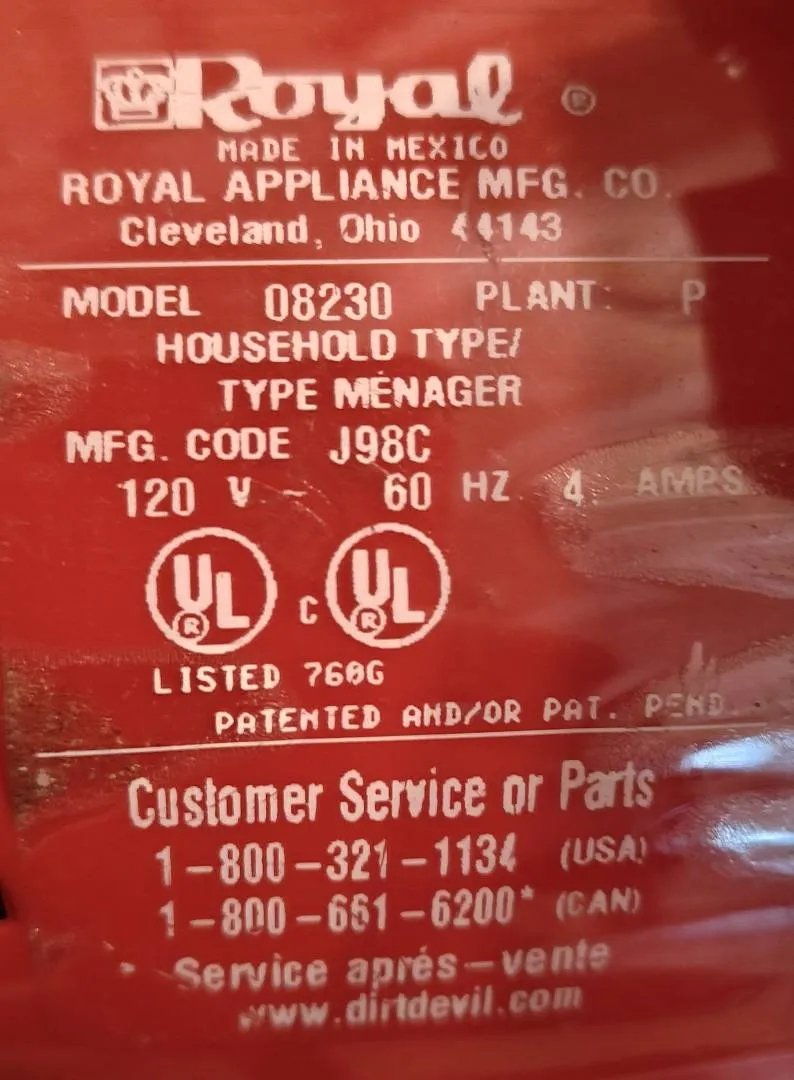 Royal ®
MADE IN MEXICO
ROYAL APPLIANCE MFG. CO.
Cleveland, Ohio 44143
MODEL 08230 PLANT: P
HOUSEHOLD TYPE/
TYPE MÉNAGER
MFG. CODE J98C
120 V ~ 60 HZ 4 AMPS
UL ® C UL ®
LISTED 760G
PATENTED AND/OR PAT. PEND.
Customer Service or Parts
1-800-321-1134 (USA)
1-800-661-6200* (CAN)
* Service aprés-vente
www.dirtdevil.com